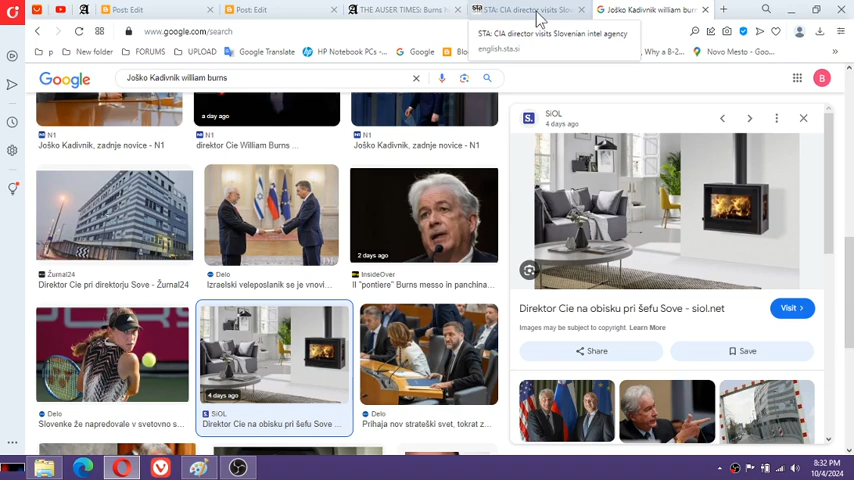 Post: Edit
Post: Edit
THE AUSER TIMES: Burns h
STA: CIA director visits Slov
Joško Kadivnik william burn
www.google.com/search
p
New folder
FORUMS
UPLOAD
Google Translate
HP Notebook PCs -
Google
Why a B-2
Novo Mesto - Goo
STA: CIA director visits Slovenian intel agency
english.sta.si
Google
Joško Kadivnik william burns
B
N1
Joško Kadivnik, zadnje novice - N1
a day ago
N1
direktor Cie William Burns ...
N1
Joško Kadivnik, zadnje novice - N1
Žurnal24
Direktor Cie pri direktorju Sove - Žurnal24
Delo
Izraelski veleposlanik se je vnovi...
2 days ago
InsideOver
Il "pontiere" Burns messo in panchina...
Delo
Slovenke že napredovale v svetovno s...
4 days ago
SiOL
Direktor Cie na obisku pri šefu Sove ...
Delo
Prihaja nov strateški svet, tokrat z...
S.
SiOL
4 days ago
Direktor Cie na obisku pri šefu Sove - siol.net
Visit >
Images may be subject to copyright. Learn More
Share
Save
8:32 PM
10/4/2024